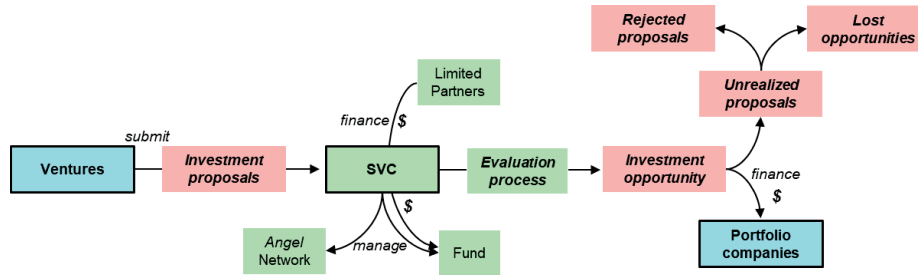 Rejected
proposals
Lost
opportunities
Limited
Partners
Unrealized
proposals
finance
$
submit
Ventures
Investment
proposals
SVC
Evaluation
process
Investment
opportunity
finance
$
$
Angel
Network
manage
Fund
Portfolio
companies